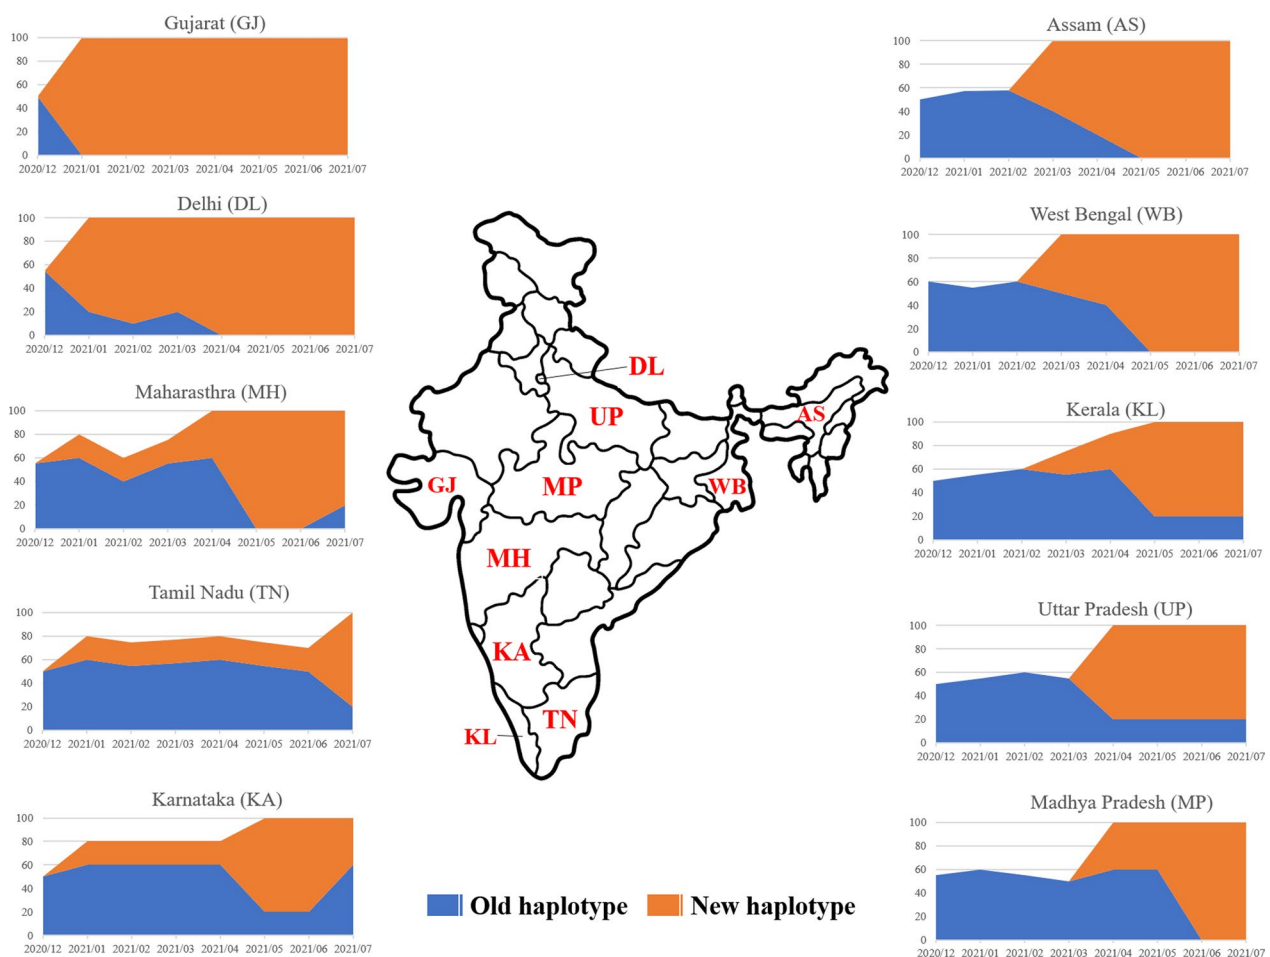 Gujarat (GJ)
100
80
60
40
20
0
2020/12 2021/01 2021/02 2021/03 2021/04 2021/05 2021/06 2021/07
Delhi (DL)
100
80
60
40
20
0
2020/12 2021/01 2021/02 2021/03 2021/04 2021/05 2021/06 2021/07
Maharasthra (MH)
100
80
60
40
20
0
2020/12 2021/01 2021/02 2021/03 2021/04 2021/05 2021/06 2021/07
Tamil Nadu (TN)
100
80
60
40
20
0
2020/12 2021/01 2021/02 2021/03 2021/04 2021/05 2021/06 2021/07
Karnataka (KA)
100
80
60
40
20
0
2020/12 2021/01 2021/02 2021/03 2021/04 2021/05 2021/06 2021/07
DL
UP
AS
GJ
MP
WB
MH
KA
TN
KL
Old haplotype
New haplotype
Assam (AS)
100
80
60
40
20
0
2020/12 2021/01 2021/02 2021/03 2021/04 2021/05 2021/06 2021/07
West Bengal (WB)
100
80
60
40
20
0
2020/12 2021/01 2021/02 2021/03 2021/04 2021/05 2021/06 2021/07
Kerala (KL)
100
80
60
40
20
0
2020/12 2021/01 2021/02 2021/03 2021/04 2021/05 2021/06 2021/07
Uttar Pradesh (UP)
100
80
60
40
20
0
2020/12 2021/01 2021/02 2021/03 2021/04 2021/05 2021/06 2021/07
Madhya Pradesh (MP)
100
80
60
40
20
0
2020/12 2021/01 2021/02 2021/03 2021/04 2021/05 2021/06 2021/07